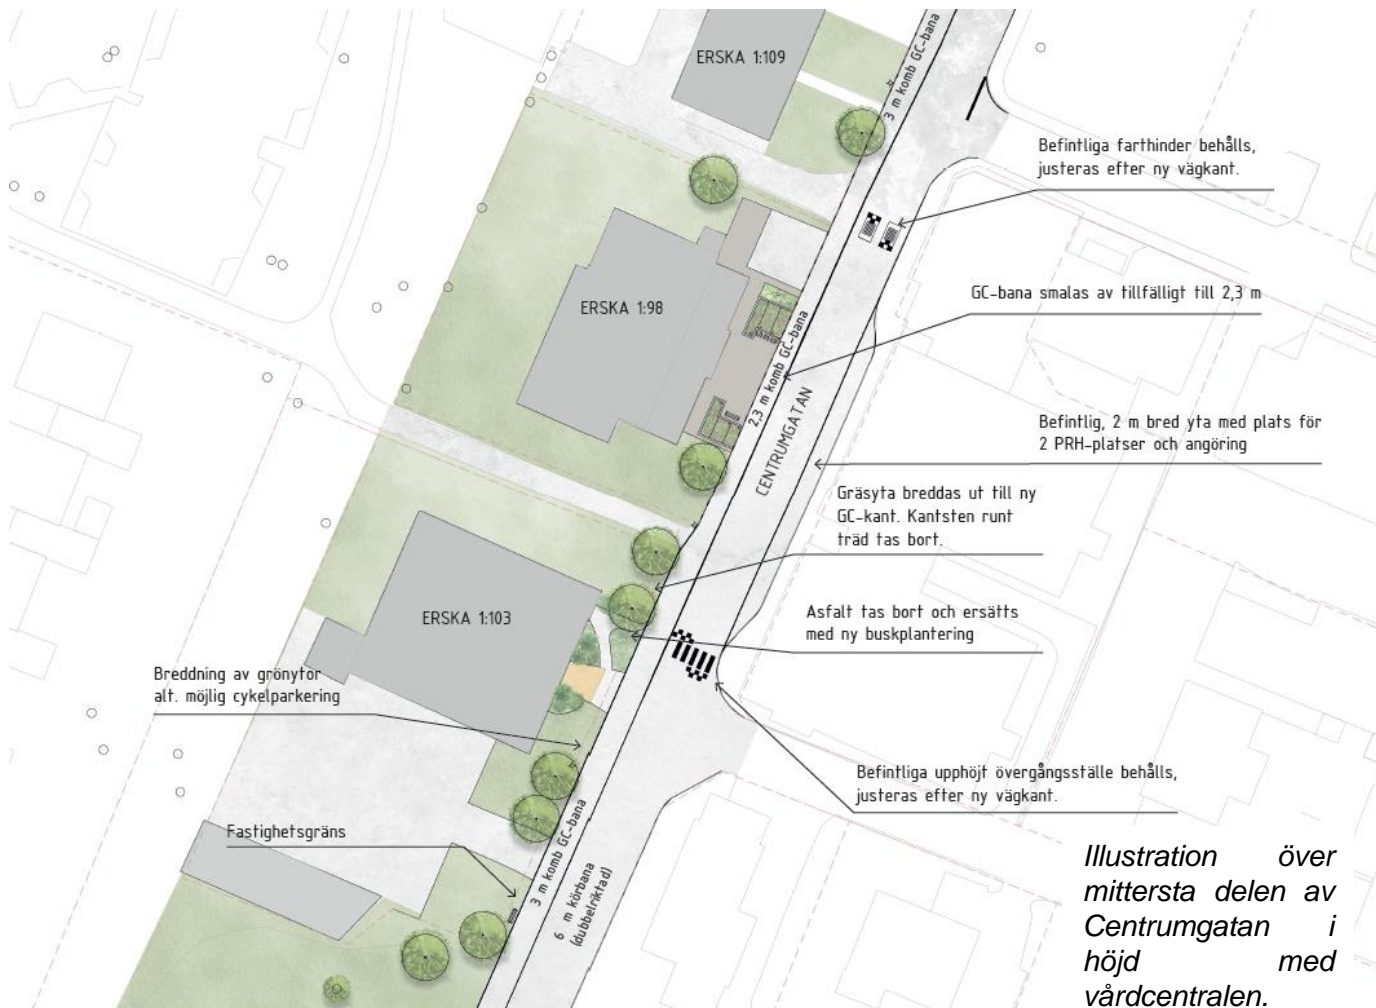 ERSKA 1:109
3 m komb GC-bana
Befintliga farthinder behålls,
justeras efter ny vägkant.
GC-bana smalas av tillfälligt till 2,3 m
ERSKA 1:98
2,3 m komb GC-bana
CENTRUMGATAN
Befintlig, 2 m bred yta med plats för
2 PRH-platser och angöring
Gräsyta breddas ut till ny
GC-kant. Kantsten runt
träd tas bort.
ERSKA 1:103
Asfalt tas bort och ersätts
med ny buskplantering
Breddning av grönytor
alt. möjlig cykelparkering
Befintliga upphöjt övergångsställe behålls,
justeras efter ny vägkant.
Fastighetsgräns
3 m komb GC-bana
6 m körbana
(dubbelriktad)
Illustration över
mittersta delen av
Centrumgatan i
höjd med
vårdcentralen.